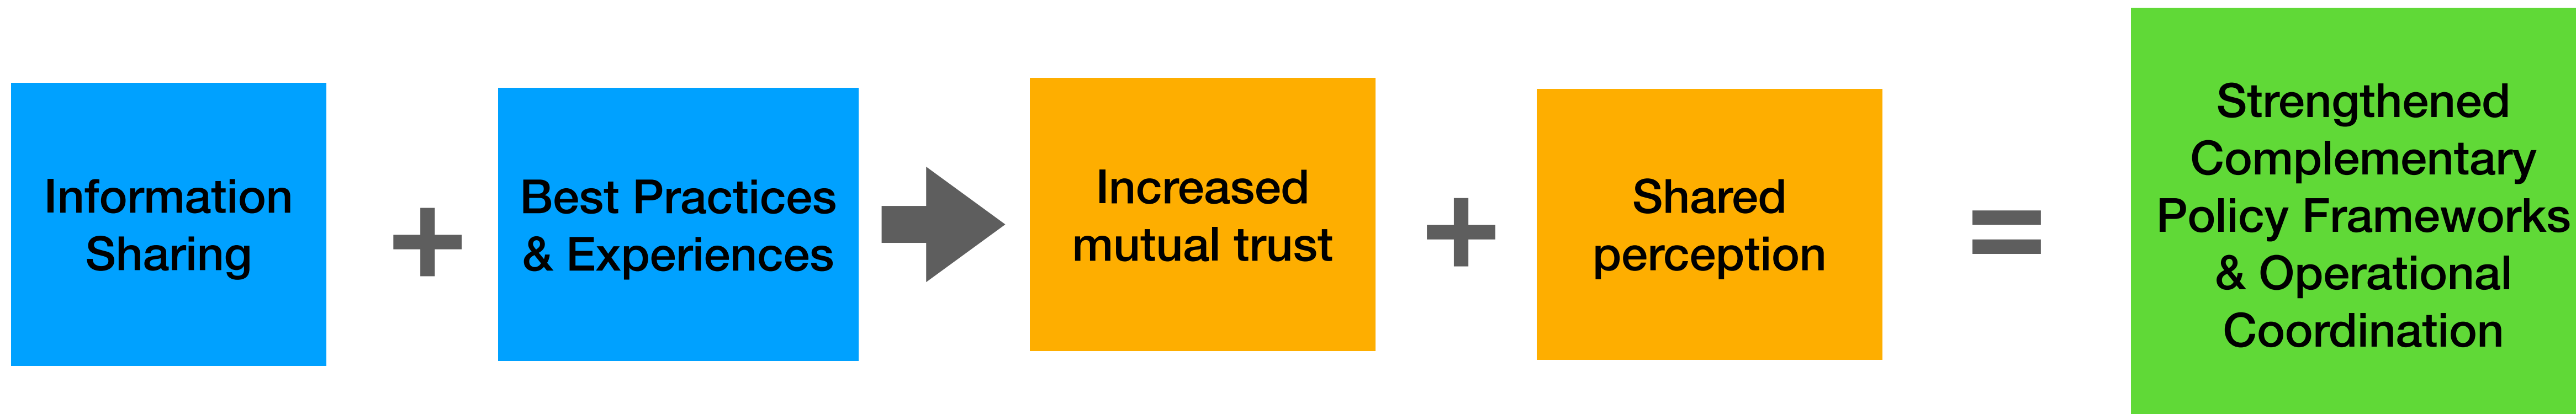 Information
Sharing
+
Best Practices
& Experiences
Increased
mutual trust
+
Shared
perception
=
Strengthened
Complementary
Policy Frameworks
& Operational
Coordination